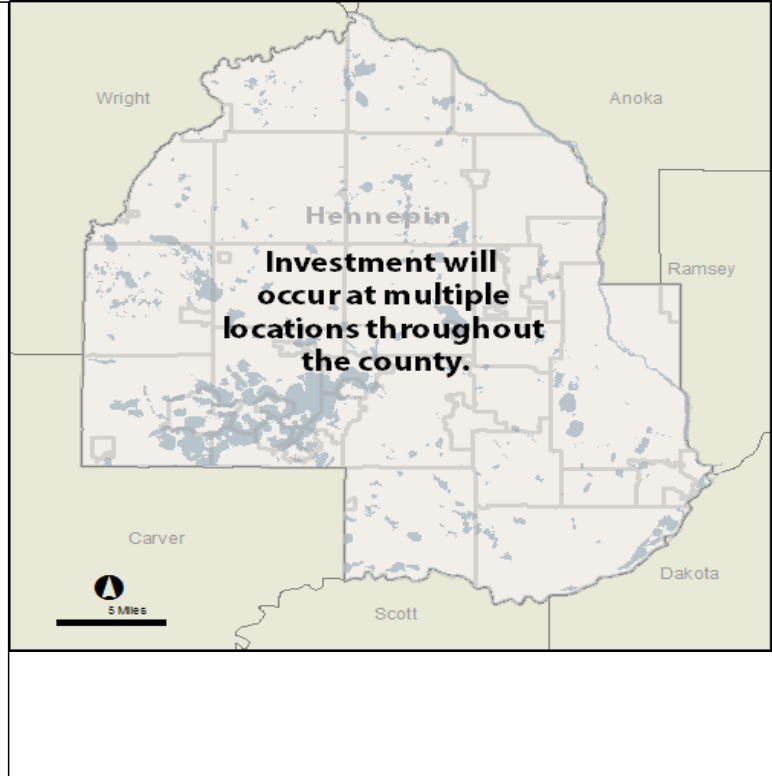 Wright
Anoka
Hennepin
Investment will
occur at multiple
locations throughout
the county.
Ramsey
Carver
Dakota
5 Miles
Scott